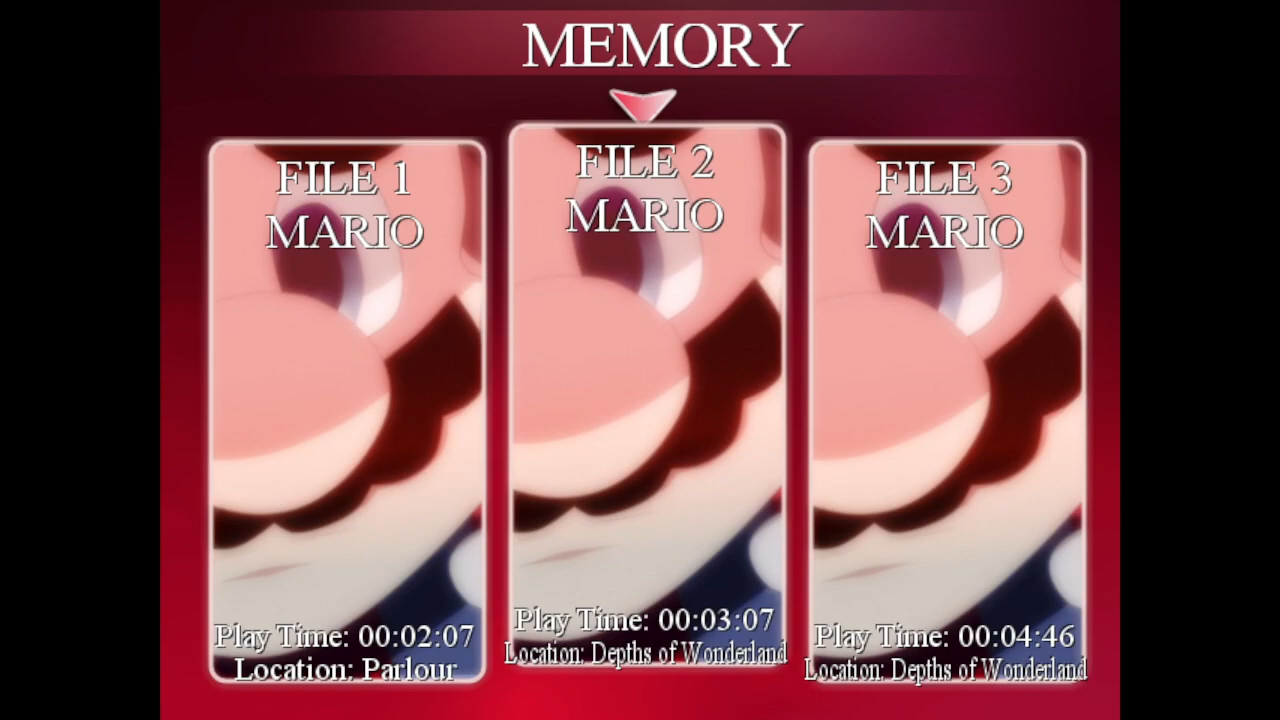 MEMORY
FILE 1
MARIO
Play Time: 00:02:07
Location: Parlour
FILE 2
MARIO
Play Time: 00:03:07
Location: Depths of Wonderland
FILE 3
MARIO
Play Time: 00:04:46
Location: Depths of Wonderland